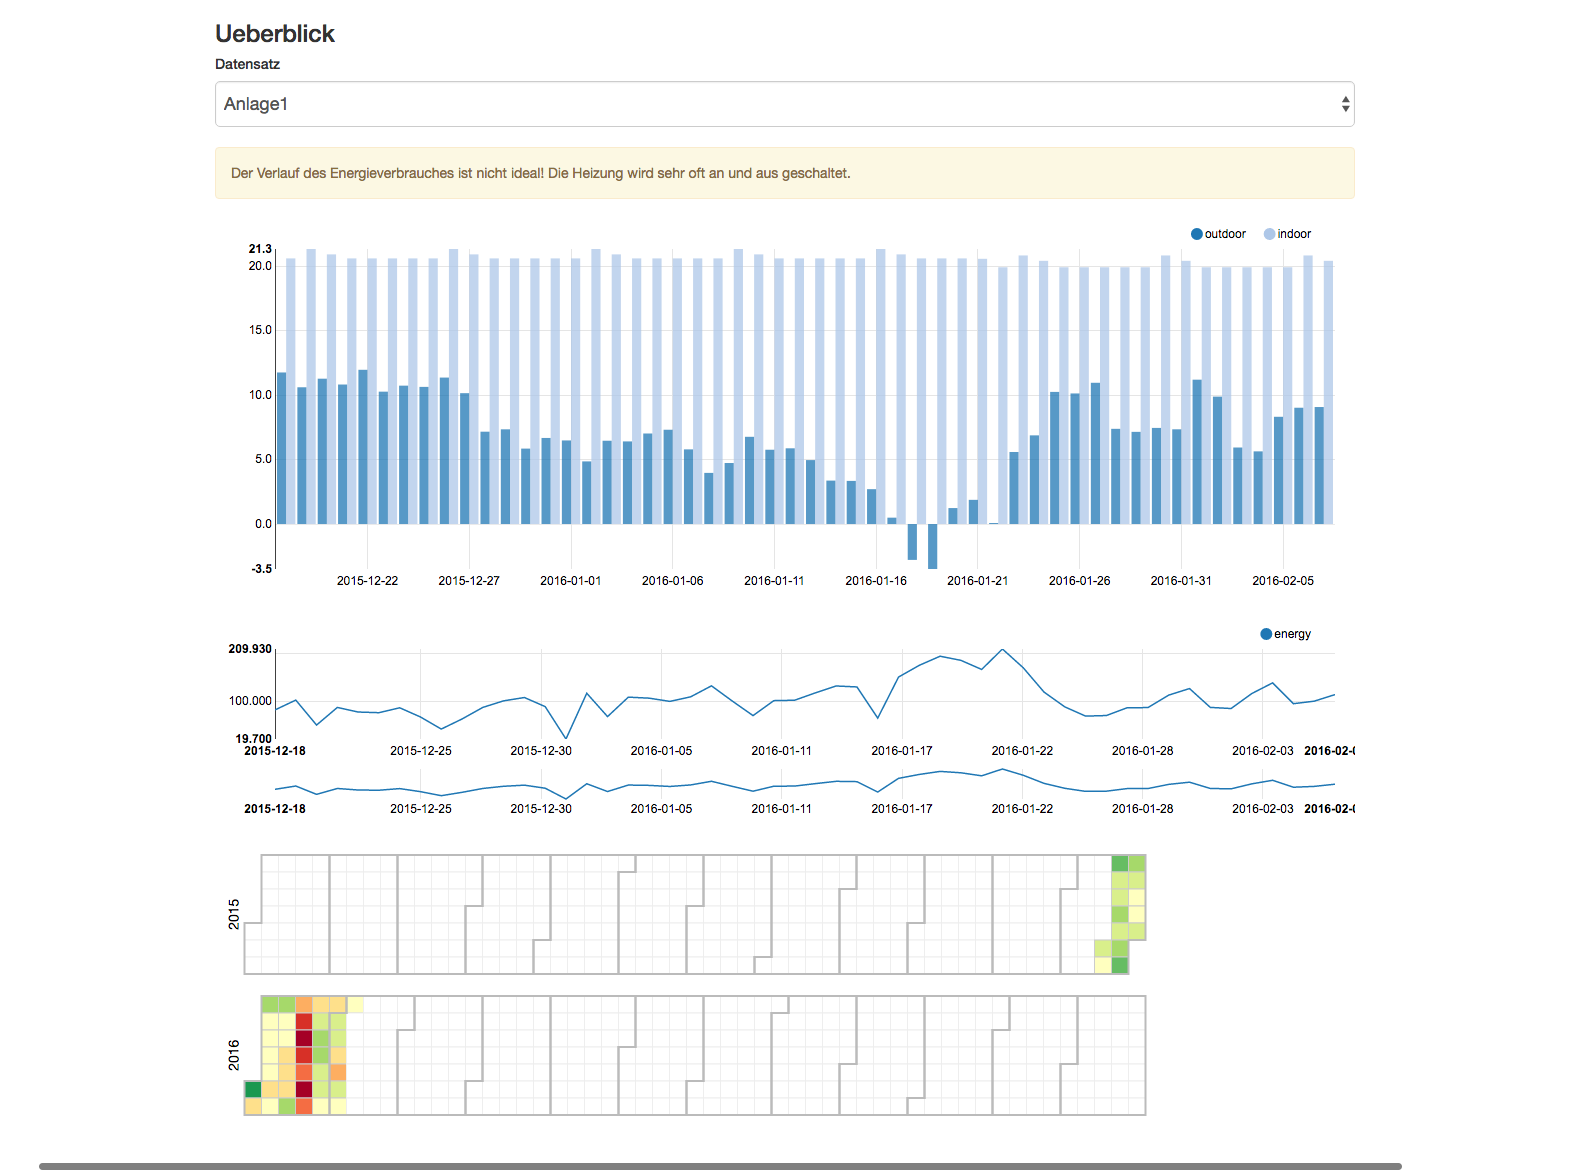 Ueberblick
Datensatz
Anlage1
Der Verlauf des Energieverbrauches ist nicht ideal! Die Heizung wird sehr oft an und aus geschaltet.
outdoor indoor
21.3
20.0
15.0
10.0
5.0
0.0
-3.5
2015-12-22 2015-12-27 2016-01-01 2016-01-06 2016-01-11 2016-01-16 2016-01-21 2016-01-26 2016-01-31 2016-02-05
energy
209.930
100.000
19.700
2015-12-18 2015-12-25 2015-12-30 2016-01-05 2016-01-11 2016-01-17 2016-01-22 2016-01-28 2016-02-03
2015-12-18 2015-12-25 2015-12-30 2016-01-05 2016-01-11 2016-01-17 2016-01-22 2016-01-28 2016-02-03
2015
2016